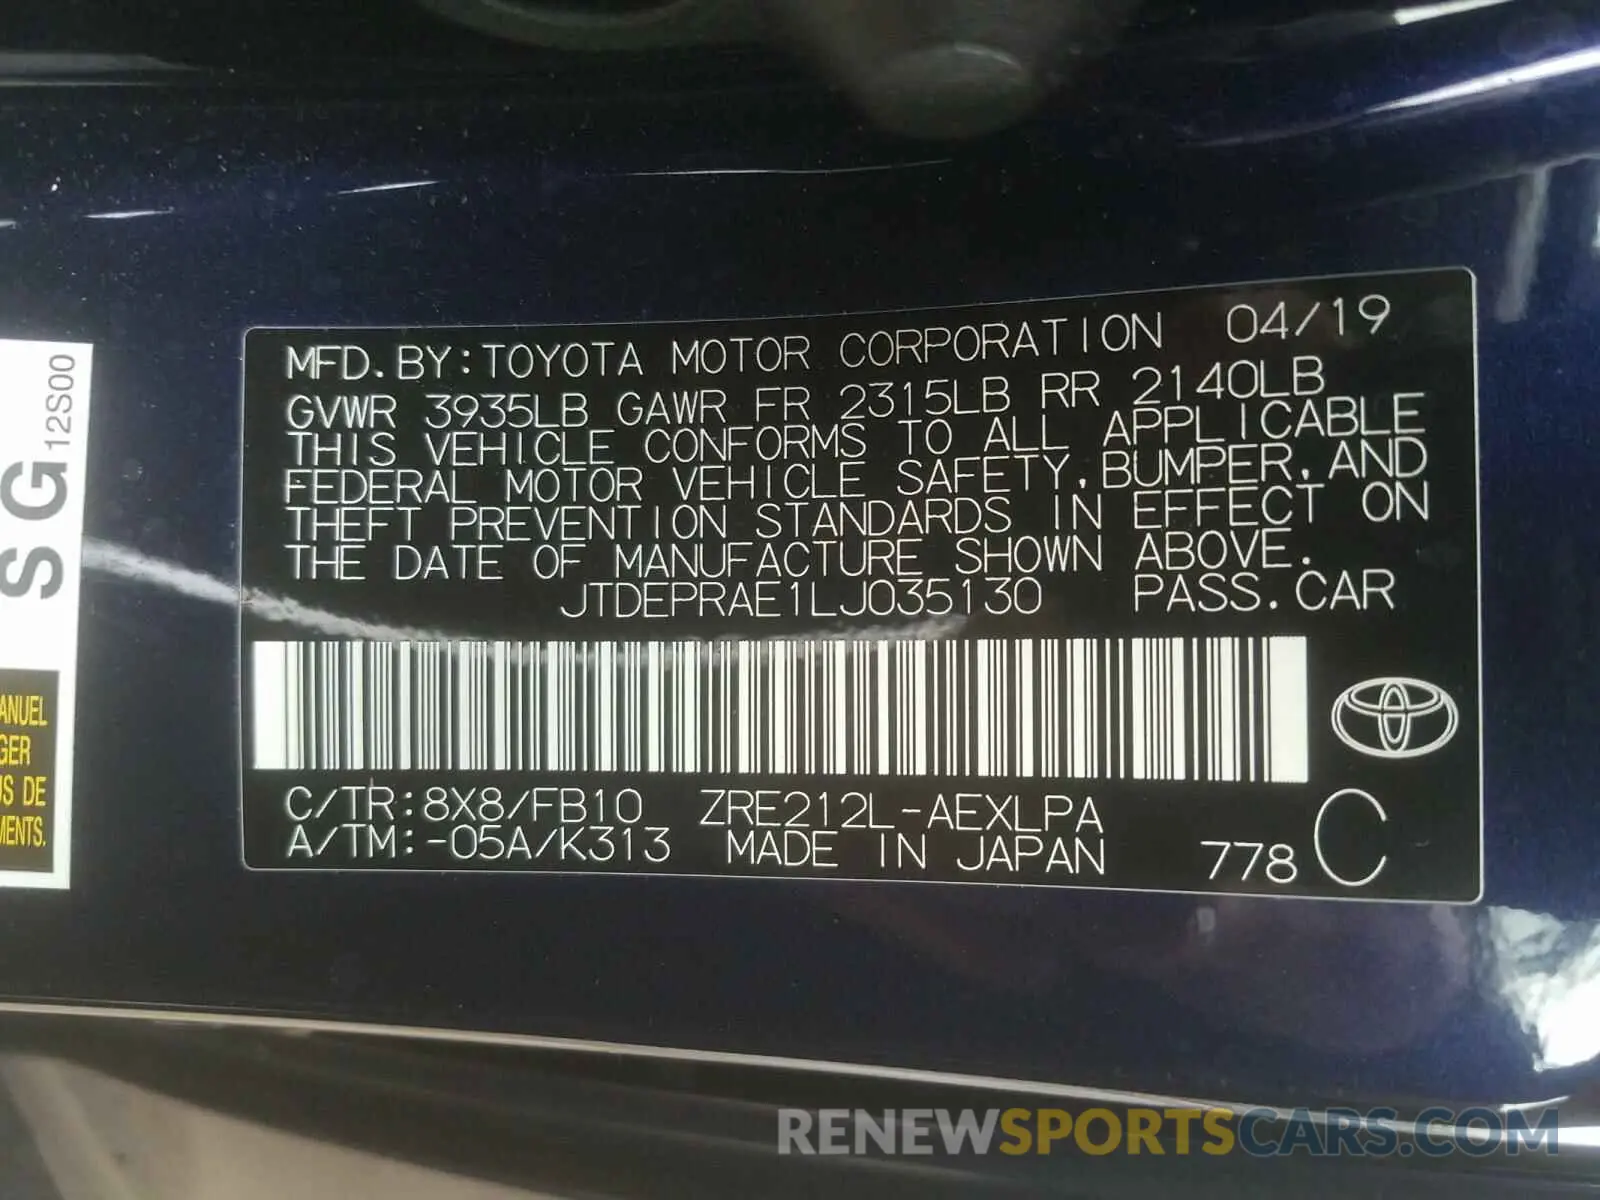 MFD.BY:TOYOTA MOTOR CORPORATION 04/19
GVWR 3935LB GAWR FR 2315LB RR 2140LB
THIS VEHICLE CONFORMS TO ALL APPLICABLE
FEDERAL MOTOR VEHICLE SAFETY,BUMPER,AND
THEFT PREVENTION STANDARDS IN EFFECT ON
THE DATE OF MANUFACTURE SHOWN ABOVE.
JTDEPRAE1LJ035130 PASS.CAR
C/TR:8X8/FB10 ZRE212L-AEXLPA
A/TM:-05A/K313 MADE IN JAPAN 778 C
SG 12S00
ANUEL
GER
US DE
MENTS.
RENEWSPORTSCARS.COM